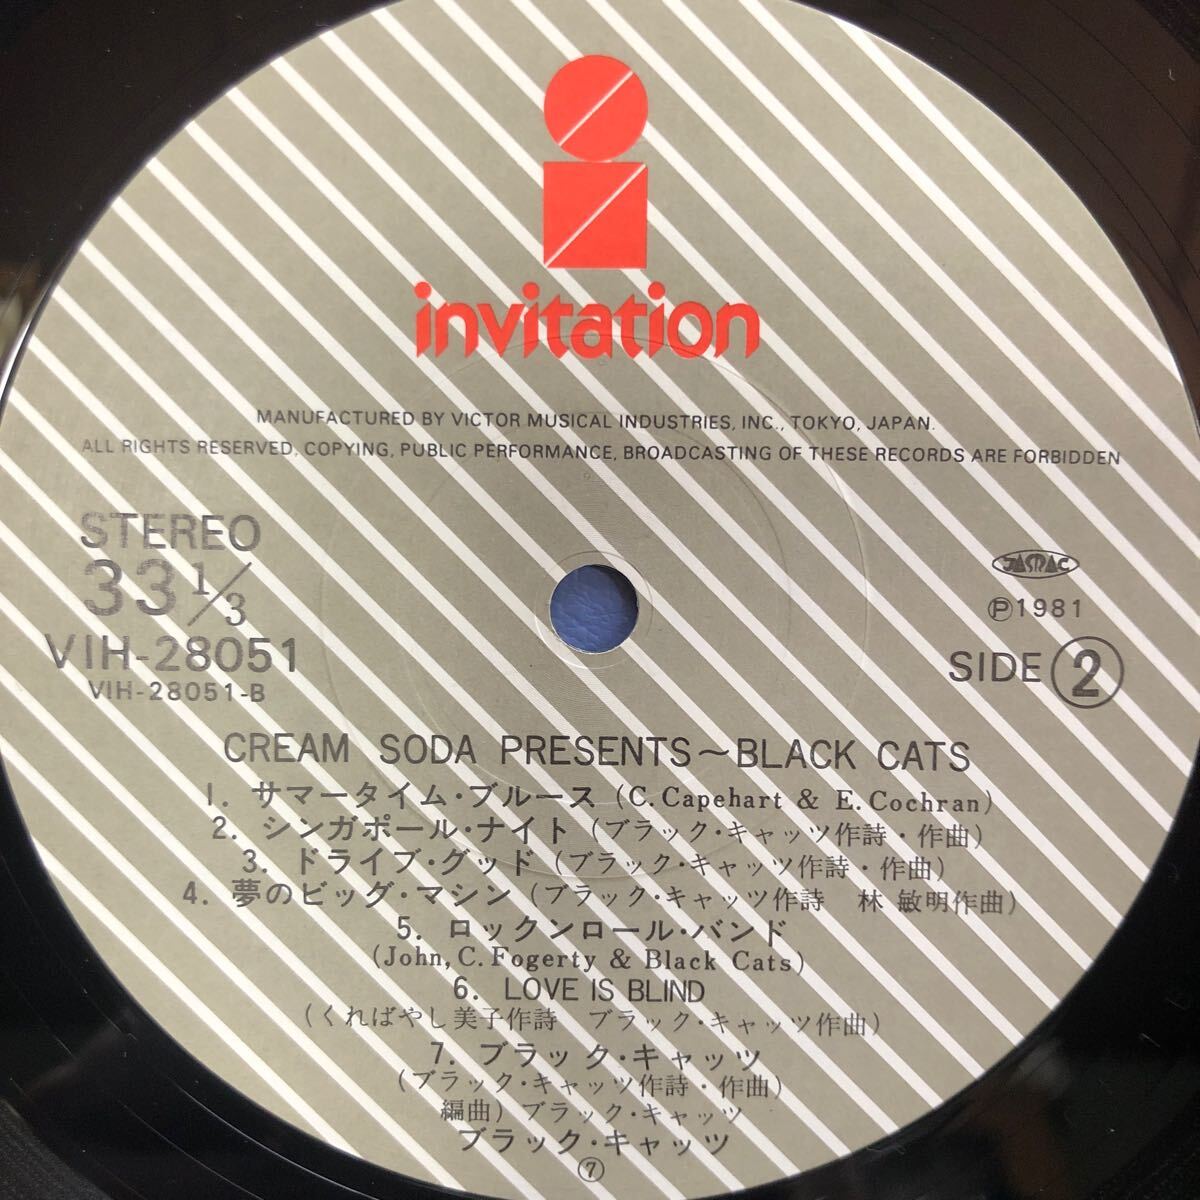 invitation
MANUFACTURED BY VICTOR MUSICAL INDUSTRIES, INC., TOKYO, JAPAN.
ALL RIGHTS RESERVED, COPYING, PUBLIC PERFORMANCE, BROADCASTING OF THESE RECORDS ARE FORBIDDEN
STEREO
33 1/3
VIH-28051
VIH-28051-B
JASRAC
Ⓟ1981
SIDE ②
CREAM SODA PRESENTS～BLACK CATS
1. サマータイム・ブルース (C. Capehart & E. Cochran)
2. シンガポール・ナイト (ブラック・キャッツ作詩・作曲)
3. ドライブ・グッド (ブラック・キャッツ作詩・作曲)
4. 夢のビッグ・マシン (ブラック・キャッツ作詩 林 敏明作曲)
5. ロックンロール・バンド
(John, C. Fogerty & Black Cats)
6. LOVE IS BLIND
(くればやし美子作詩 ブラック・キャッツ作曲)
7. ブラック・キャッツ
(ブラック・キャッツ作詩・作曲)
編曲) ブラック・キャッツ
ブラック・キャッツ
⑦